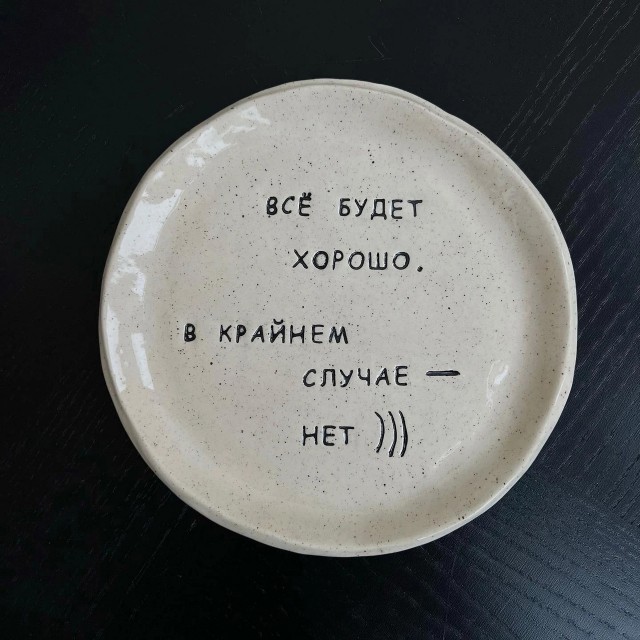 ВСЁ БУДЕТ
ХОРОШО.
В КРАЙНЕМ
СЛУЧАЕ —
НЕТ )))